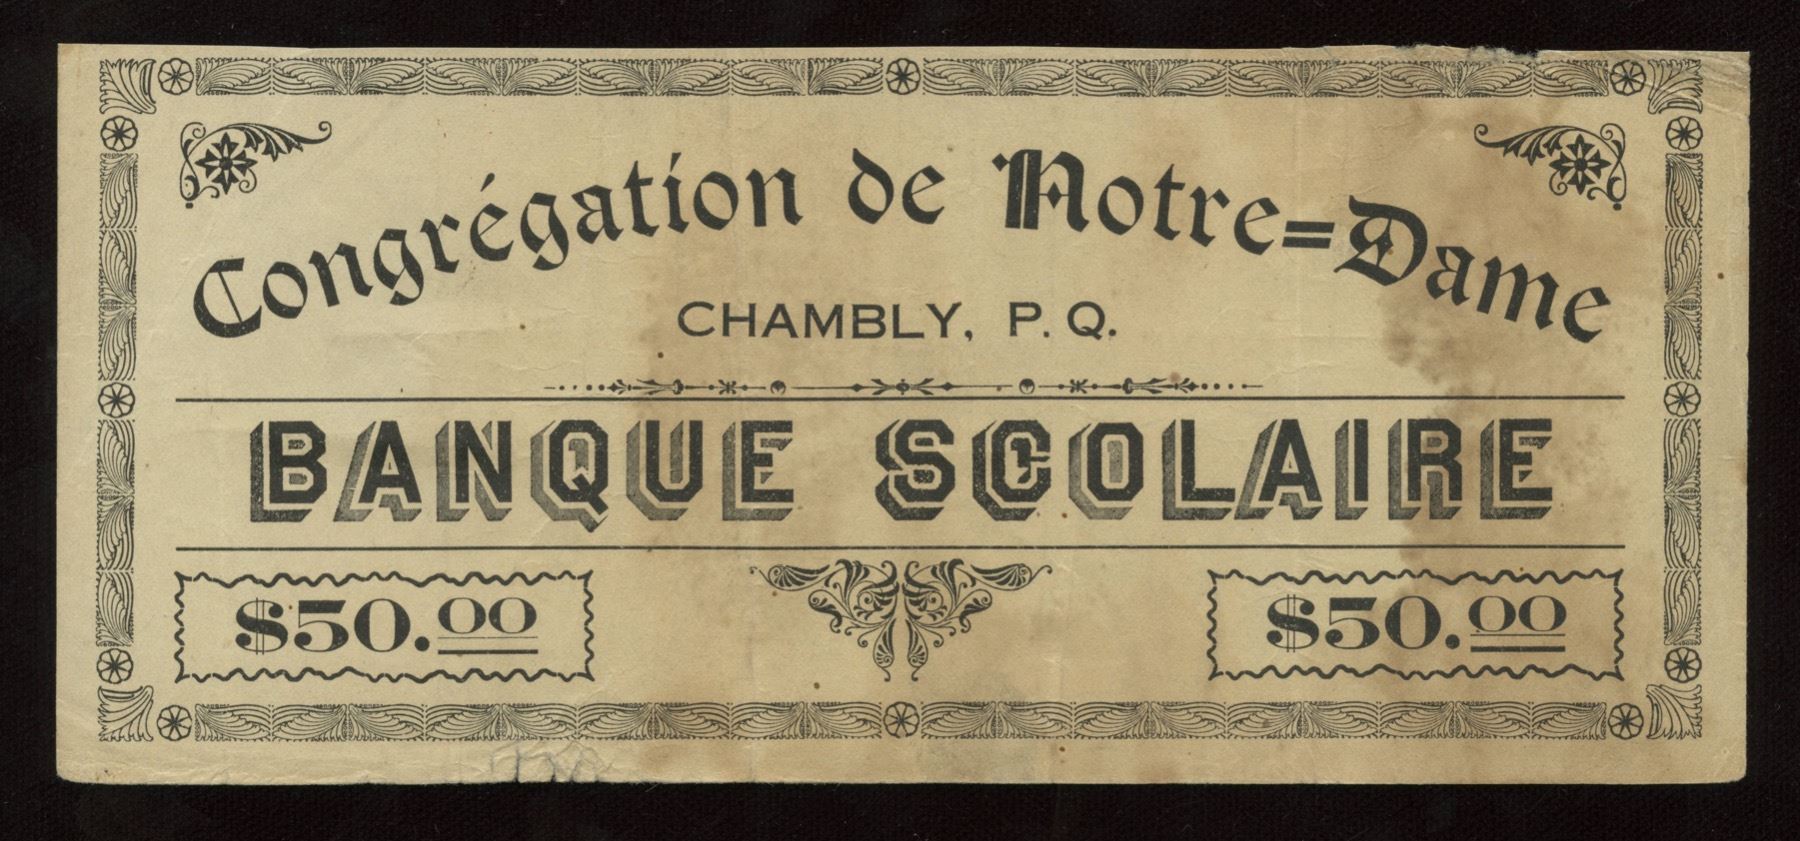 Congrégation de Notre=Dame
CHAMBLY, P. Q.
BANQUE SCOLAIRE
$50.00 $50.00